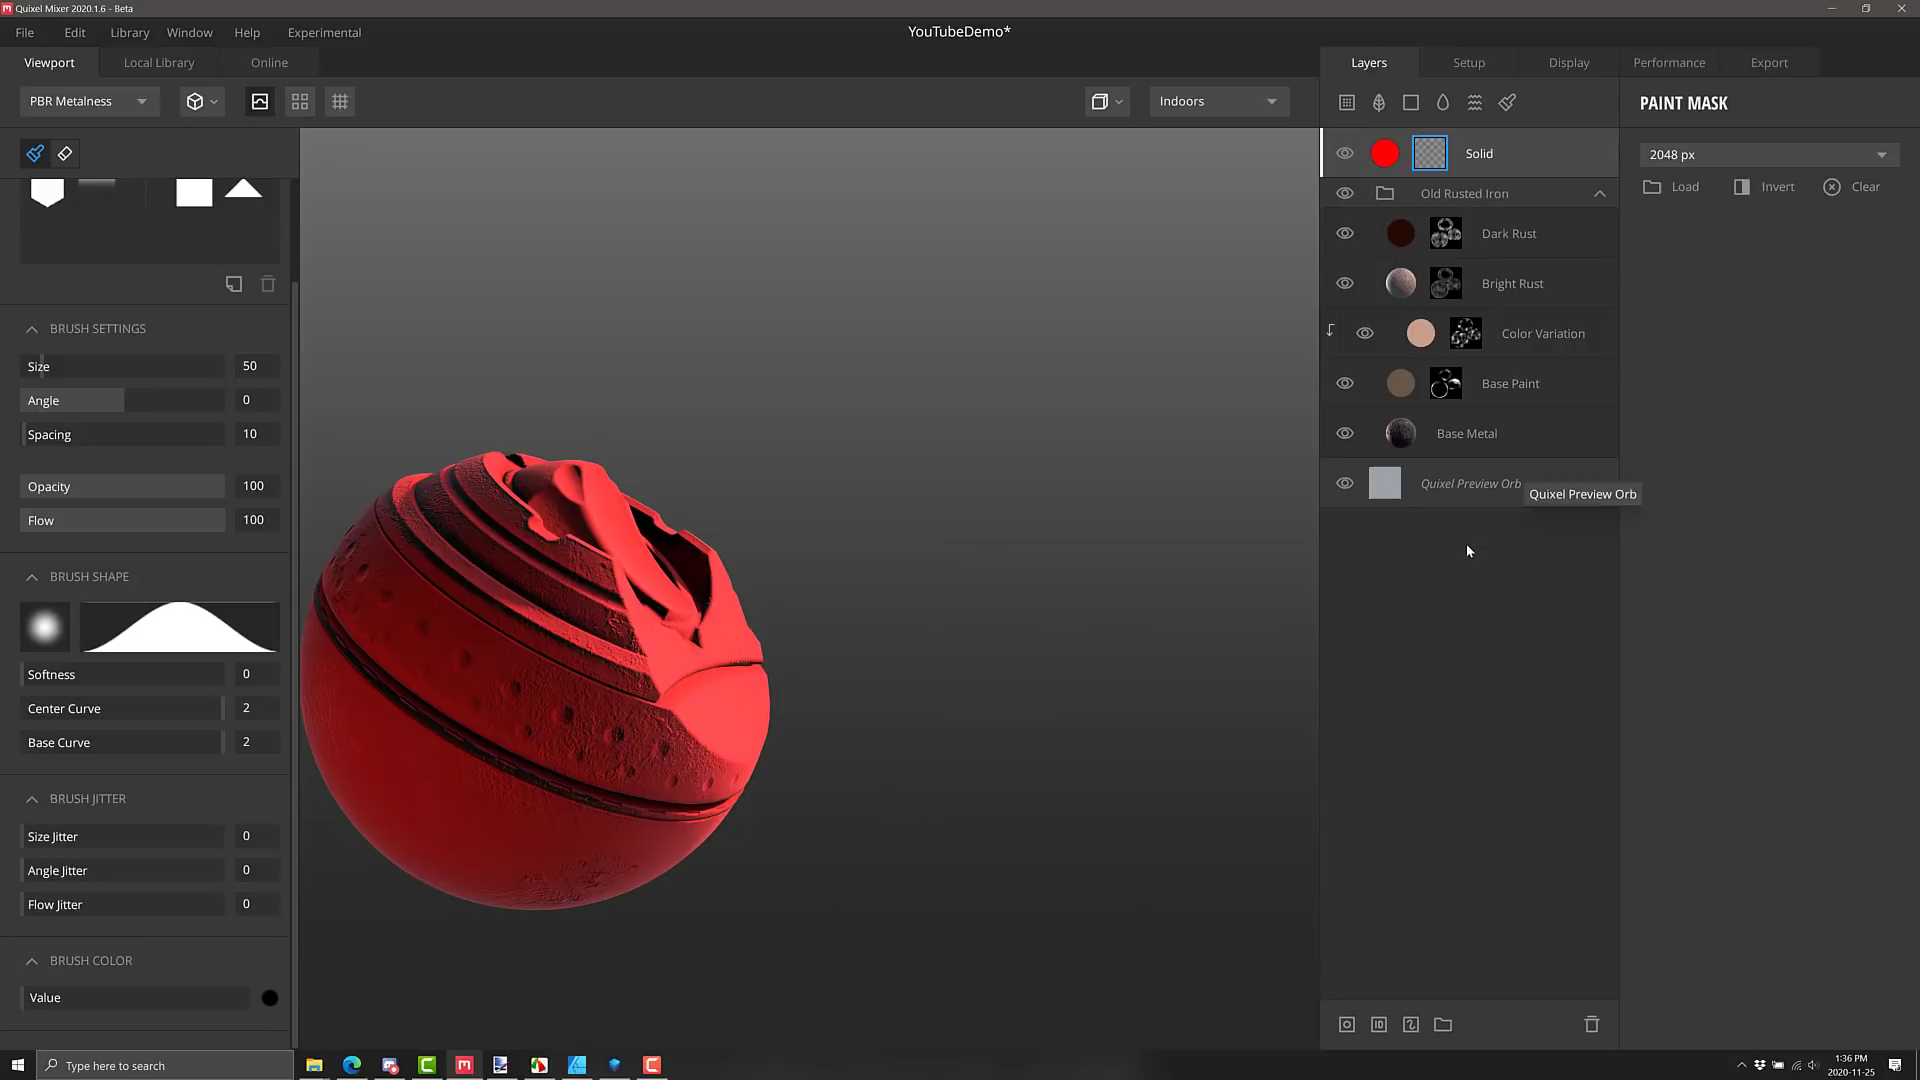 Quixel Mixer 2020.1.6 - Beta
File Edit Library Window Help Experimental
YouTubeDemo*
Viewport Local Library Online
Layers Setup Display Performance Export
PBR Metalness
Indoors
PAINT MASK
2048 px
Load Invert Clear
Solid
Old Rusted Iron
Dark Rust
Bright Rust
Color Variation
Base Paint
Base Metal
Quixel Preview Orb
Quixel Preview Orb
BRUSH SETTINGS
Size 50
Angle 0
Spacing 10
Opacity 100
Flow 100
BRUSH SHAPE
Softness 0
Center Curve 2
Base Curve 2
BRUSH JITTER
Size Jitter 0
Angle Jitter 0
Flow Jitter 0
BRUSH COLOR
Value
ID
Type here to search
1:36 PM
2020-11-25